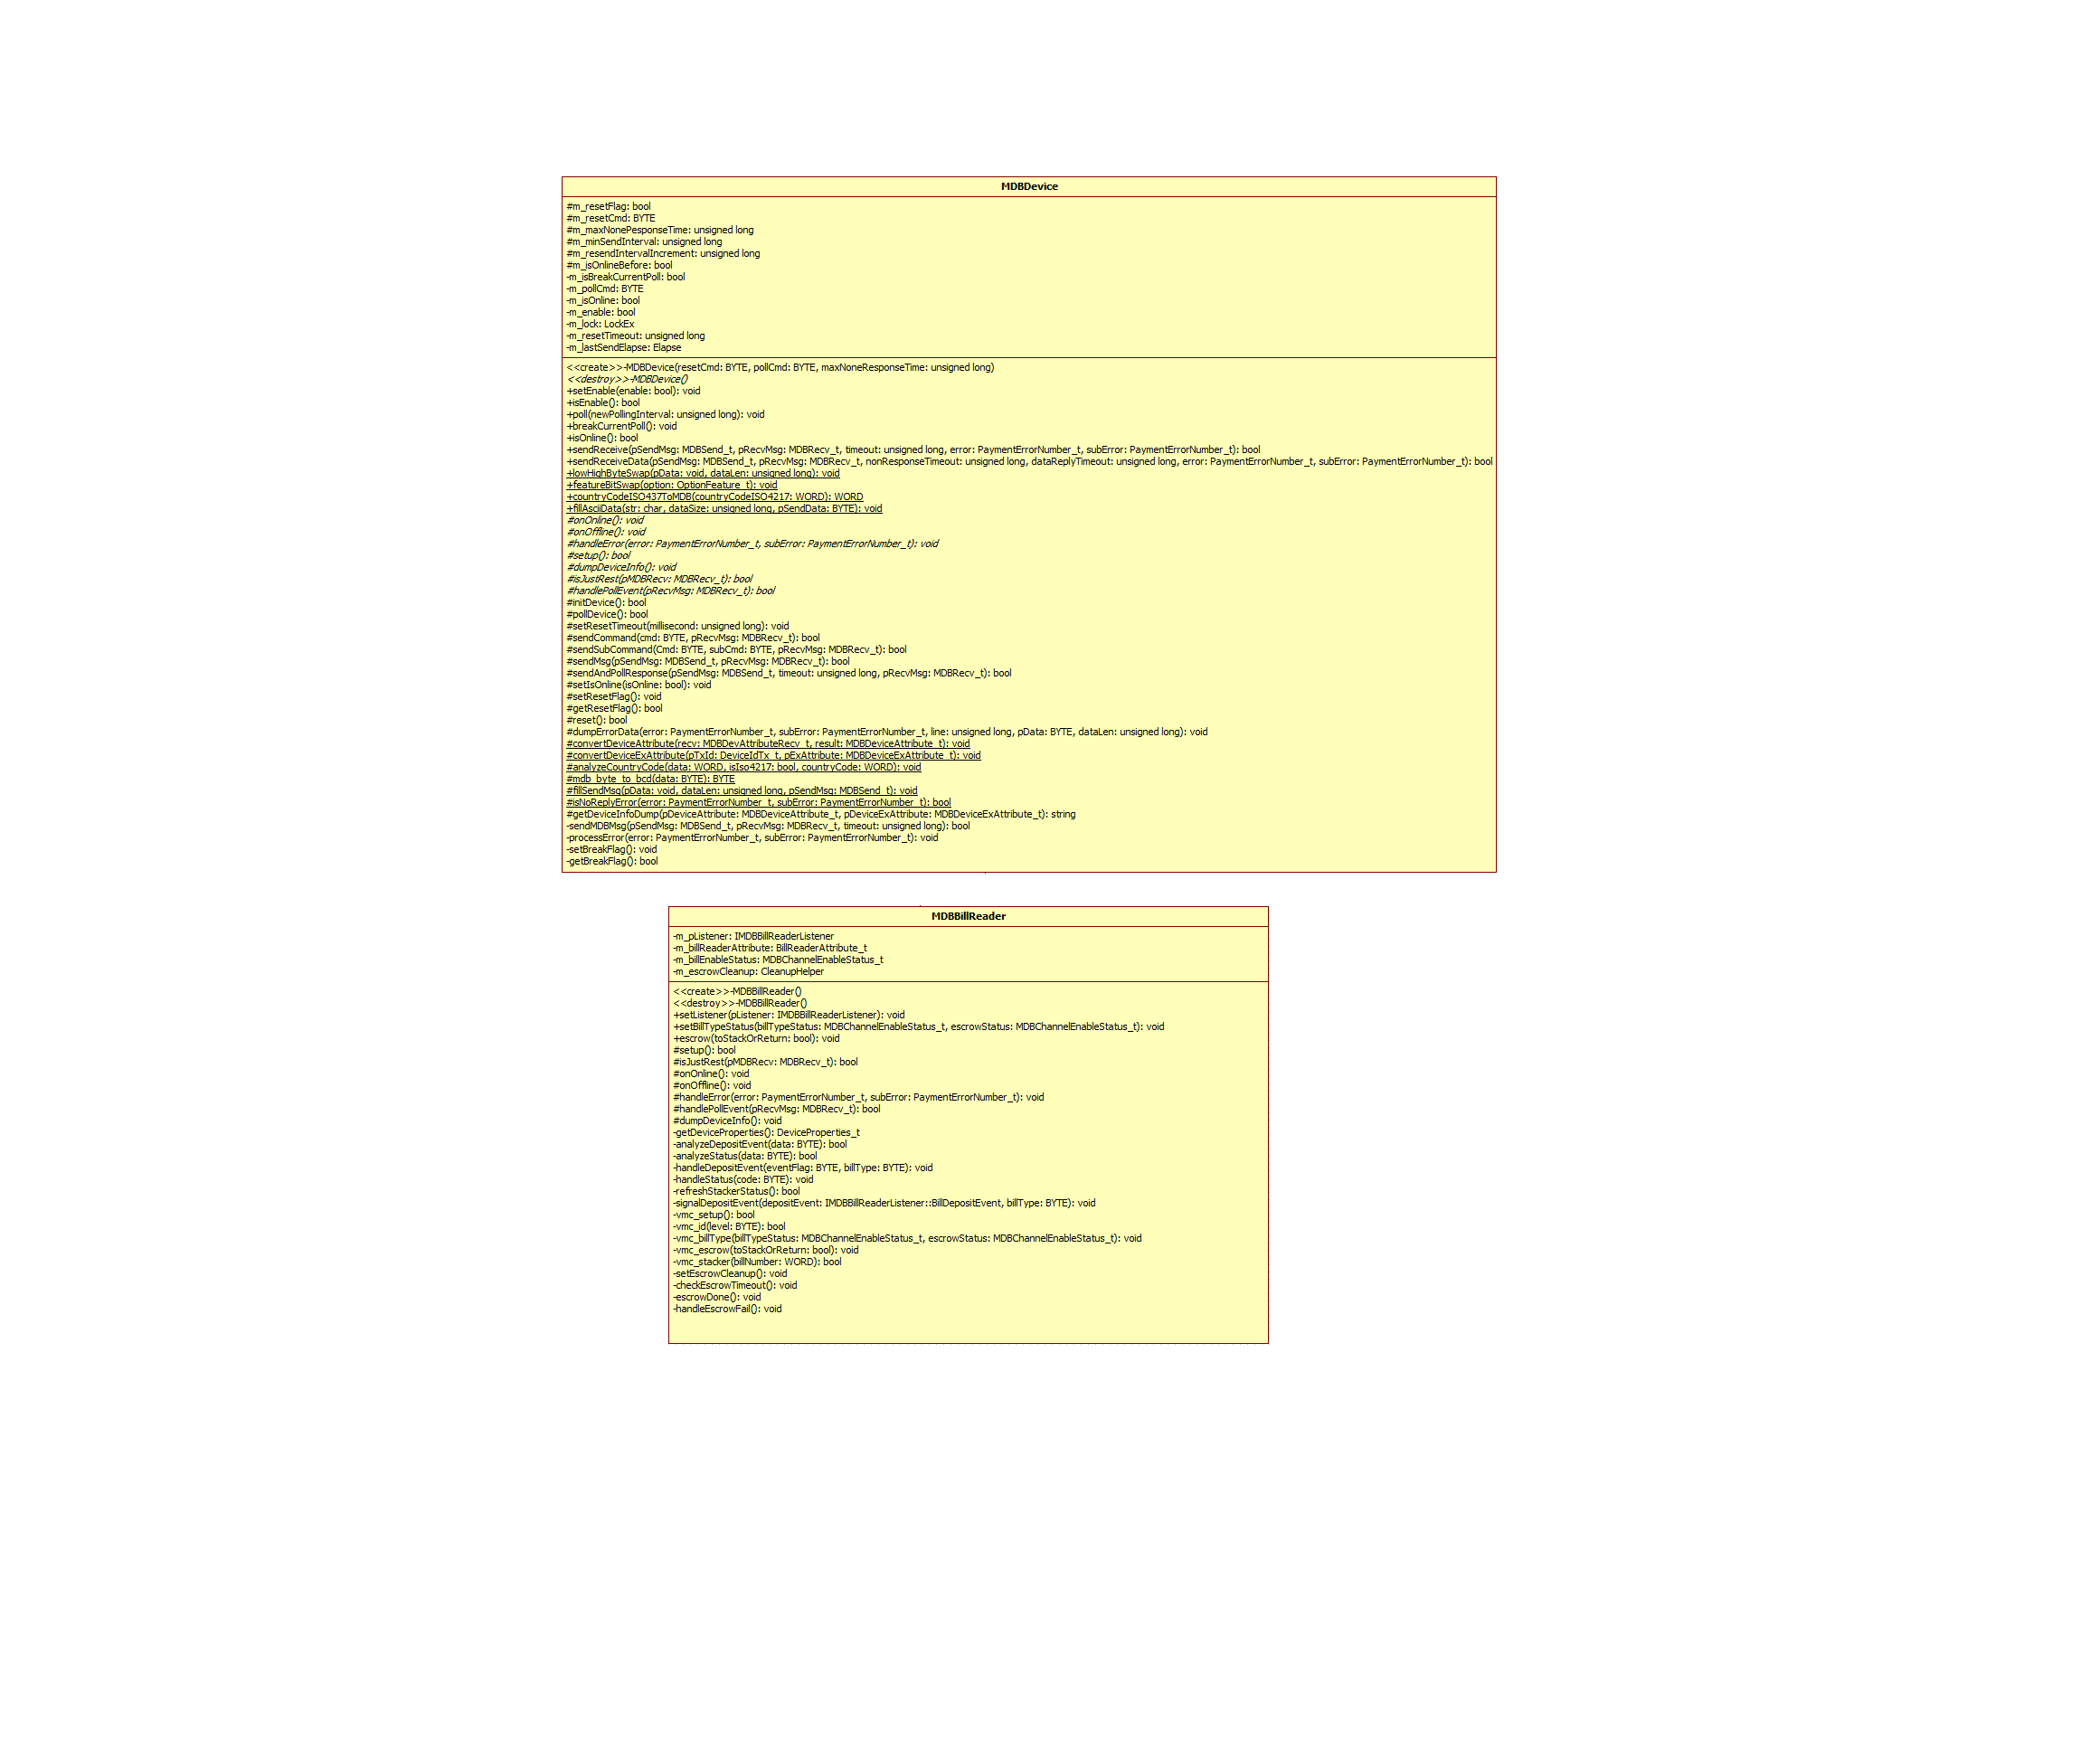 MDBDevice
#m_resetFlag: bool
#m_resetCmd: BYTE
#m_maxNonePesponseTime: unsigned long
#m_minSendInterval: unsigned long
#m_resendIntervalIncrement: unsigned long
#m_isOnlineBefore: bool
-m_isBreakCurrentPoll: bool
-m_pollCmd: BYTE
-m_isOnline: bool
-m_enable: bool
-m_lock: LockEx
-m_resetTimeout: unsigned long
-m_lastSendElapse: Elapse
<<create>>-MDBDevice(resetCmd: BYTE, pollCmd: BYTE, maxNoneResponseTime: unsigned long)
<<destroy>>-MDBDevice()
+setEnable(enable: bool): void
+isEnable(): bool
+poll(newPollingInterval: unsigned long): void
+breakCurrentPoll(): void
+isOnline(): bool
+sendReceive(pSendMsg: MDBSend_t, pRecvMsg: MDBRecv_t, timeout: unsigned long, error: PaymentErrorNumber_t, subError: PaymentErrorNumber_t): bool
+sendReceiveData(pSendMsg: MDBSend_t, pRecvMsg: MDBRecv_t, nonResponseTimeout: unsigned long, dataReplyTimeout: unsigned long, error: PaymentErrorNumber_t, subError: PaymentErrorNumber_t): bool
+lowHighByteSwap(pData: void, dataLen: unsigned long): void
+featureBitSwap(option: OptionFeature_t): void
+countryCodeISO437ToMDB(countryCodeISO4217: WORD): WORD
+fillAsciiData(str: char, dataSize: unsigned long, pSendData: BYTE): void
#onOnline(): void
#onOffline(): void
#handleError(error: PaymentErrorNumber_t, subError: PaymentErrorNumber_t): void
#setup(): bool
#dumpDeviceInfo(): void
#isJustRest(pMDBRecv: MDBRecv_t): bool
#handlePollEvent(pRecvMsg: MDBRecv_t): bool
#initDevice(): bool
#pollDevice(): bool
#setResetTimeout(millisecond: unsigned long): void
#sendCommand(cmd: BYTE, pRecvMsg: MDBRecv_t): bool
#sendSubCommand(Cmd: BYTE, subCmd: BYTE, pRecvMsg: MDBRecv_t): bool
#sendMsg(pSendMsg: MDBSend_t, pRecvMsg: MDBRecv_t): bool
#sendAndPollResponse(pSendMsg: MDBSend_t, timeout: unsigned long, pRecvMsg: MDBRecv_t): bool
#setIsOnline(isOnline: bool): void
#setResetFlag(): void
#getResetFlag(): bool
#reset(): bool
#dumpErrorData(error: PaymentErrorNumber_t, subError: PaymentErrorNumber_t, line: unsigned long, pData: BYTE, dataLen: unsigned long): void
#convertDeviceAttribute(recv: MDBDevAttributeRecv_t, result: MDBDeviceAttribute_t): void
#convertDeviceExAttribute(pTxId: DeviceIdTx_t, pExAttribute: MDBDeviceExAttribute_t): void
#analyzeCountryCode(data: WORD, isIso4217: bool, countryCode: WORD): void
#mdb_byte_to_bcd(data: BYTE): BYTE
#fillSendMsg(pData: void, dataLen: unsigned long, pSendMsg: MDBSend_t): void
#isNoReplyError(error: PaymentErrorNumber_t, subError: PaymentErrorNumber_t): bool
#getDeviceInfoDump(pDeviceAttribute: MDBDeviceAttribute_t, pDeviceExAttribute: MDBDeviceExAttribute_t): string
-sendMDBMsg(pSendMsg: MDBSend_t, pRecvMsg: MDBRecv_t, timeout: unsigned long): bool
-processError(error: PaymentErrorNumber_t, subError: PaymentErrorNumber_t): void
-setBreakFlag(): void
-getBreakFlag(): bool
MDBBillReader
-m_pListener: IMDBBillReaderListener
-m_billReaderAttribute: BillReaderAttribute_t
-m_billEnableStatus: MDBChannelEnableStatus_t
-m_escrowCleanup: CleanupHelper
<<create>>-MDBBillReader()
<<destroy>>-MDBBillReader()
+setListener(pListener: IMDBBillReaderListener): void
+setBillTypeStatus(billTypeStatus: MDBChannelEnableStatus_t, escrowStatus: MDBChannelEnableStatus_t): void
+escrow(toStackOrReturn: bool): void
#setup(): bool
#isJustRest(pMDBRecv: MDBRecv_t): bool
#onOnline(): void
#onOffline(): void
#handleError(error: PaymentErrorNumber_t, subError: PaymentErrorNumber_t): void
#handlePollEvent(pRecvMsg: MDBRecv_t): bool
#dumpDeviceInfo(): void
-getDeviceProperties(): DeviceProperties_t
-analyzeDepositEvent(data: BYTE): bool
-analyzeStatus(data: BYTE): bool
-handleDepositEvent(eventFlag: BYTE, billType: BYTE): void
-handleStatus(code: BYTE): void
-refreshStackerStatus(): bool
-signalDepositEvent(depositEvent: IMDBBillReaderListener::BillDepositEvent, billType: BYTE): void
-vmc_setup(): bool
-vmc_id(level: BYTE): bool
-vmc_billType(billTypeStatus: MDBChannelEnableStatus_t, escrowStatus: MDBChannelEnableStatus_t): void
-vmc_escrow(toStackOrReturn: bool): void
-vmc_stacker(billNumber: WORD): bool
-setEscrowCleanup(): void
-checkEscrowTimeout(): void
-escrowDone(): void
-handleEscrowFail(): void